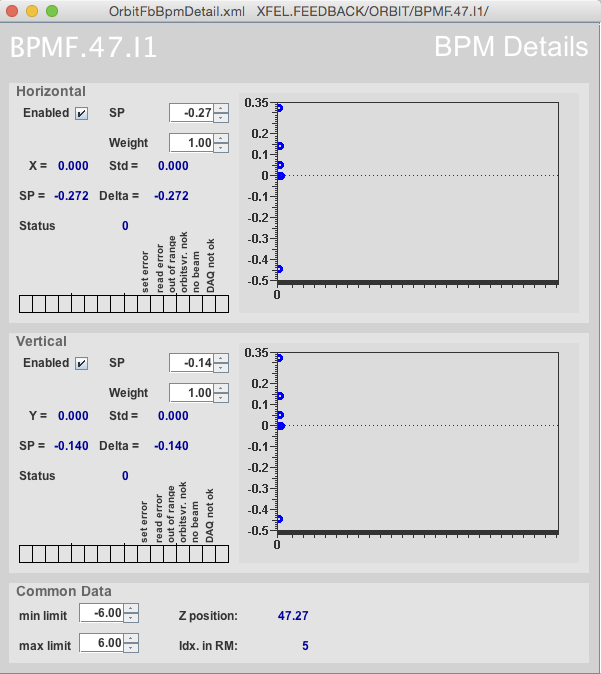 OrbitFbBpmDetail.xml XFEL.FEEDBACK/ORBIT/BPMF.47.I1/
BPMF.47.I1 BPM Details
Horizontal
Enabled SP -0.27
Weight 1.00
X = 0.000 Std = 0.000
SP = -0.272 Delta = -0.272
Status 0
set error
read error
out of range
orbitsvr. nok
no beam
DAQ not ok
0.35
0.2
0.1
0
-0.1
-0.2
-0.3
-0.4
-0.5
0
Vertical
Enabled SP -0.14
Weight 1.00
Y = 0.000 Std = 0.000
SP = -0.140 Delta = -0.140
Status 0
set error
read error
out of range
orbitsvr. nok
no beam
DAQ not ok
0.35
0.2
0.1
0
-0.1
-0.2
-0.3
-0.4
-0.5
0
Common Data
min limit -6.00 Z position: 47.27
max limit 6.00 Idx. in RM: 5